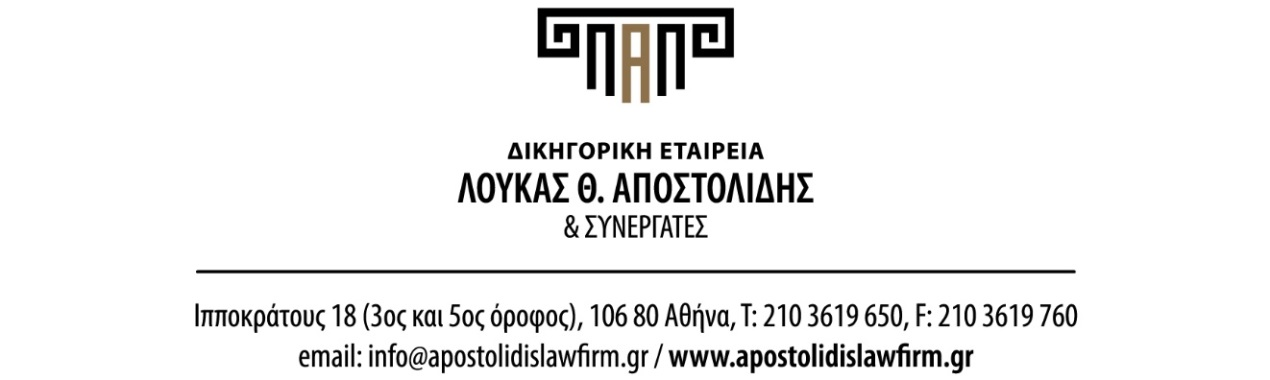 ΠΑΠ
ΔΙΚΗΓΟΡΙΚΗ ΕΤΑΙΡΕΙΑ
ΛΟΥΚΑΣ Θ. ΑΠΟΣΤΟΛΙΔΗΣ
& ΣΥΝΕΡΓΑΤΕΣ
Ιπποκράτους 18 (3ος και 5ος όροφος), 106 80 Αθήνα, Τ: 210 3619 650, F: 210 3619 760
email: info@apostolidislawfirm.gr / www.apostolidislawfirm.gr